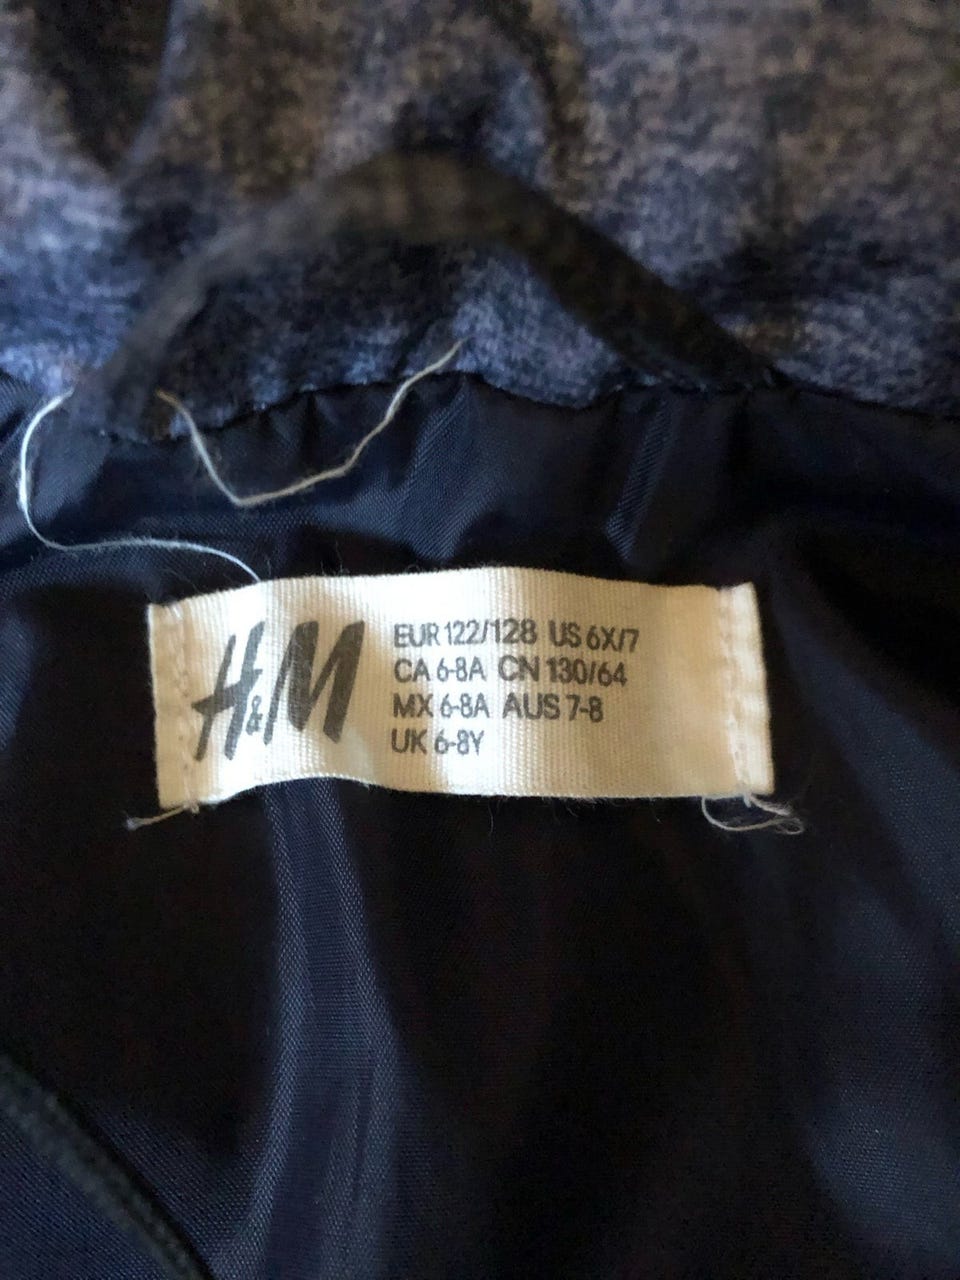 H&M
EUR 122/128 US 6X/7
CA 6-8A CN 130/64
MX 6-8A AUS 7-8
UK 6-8Y